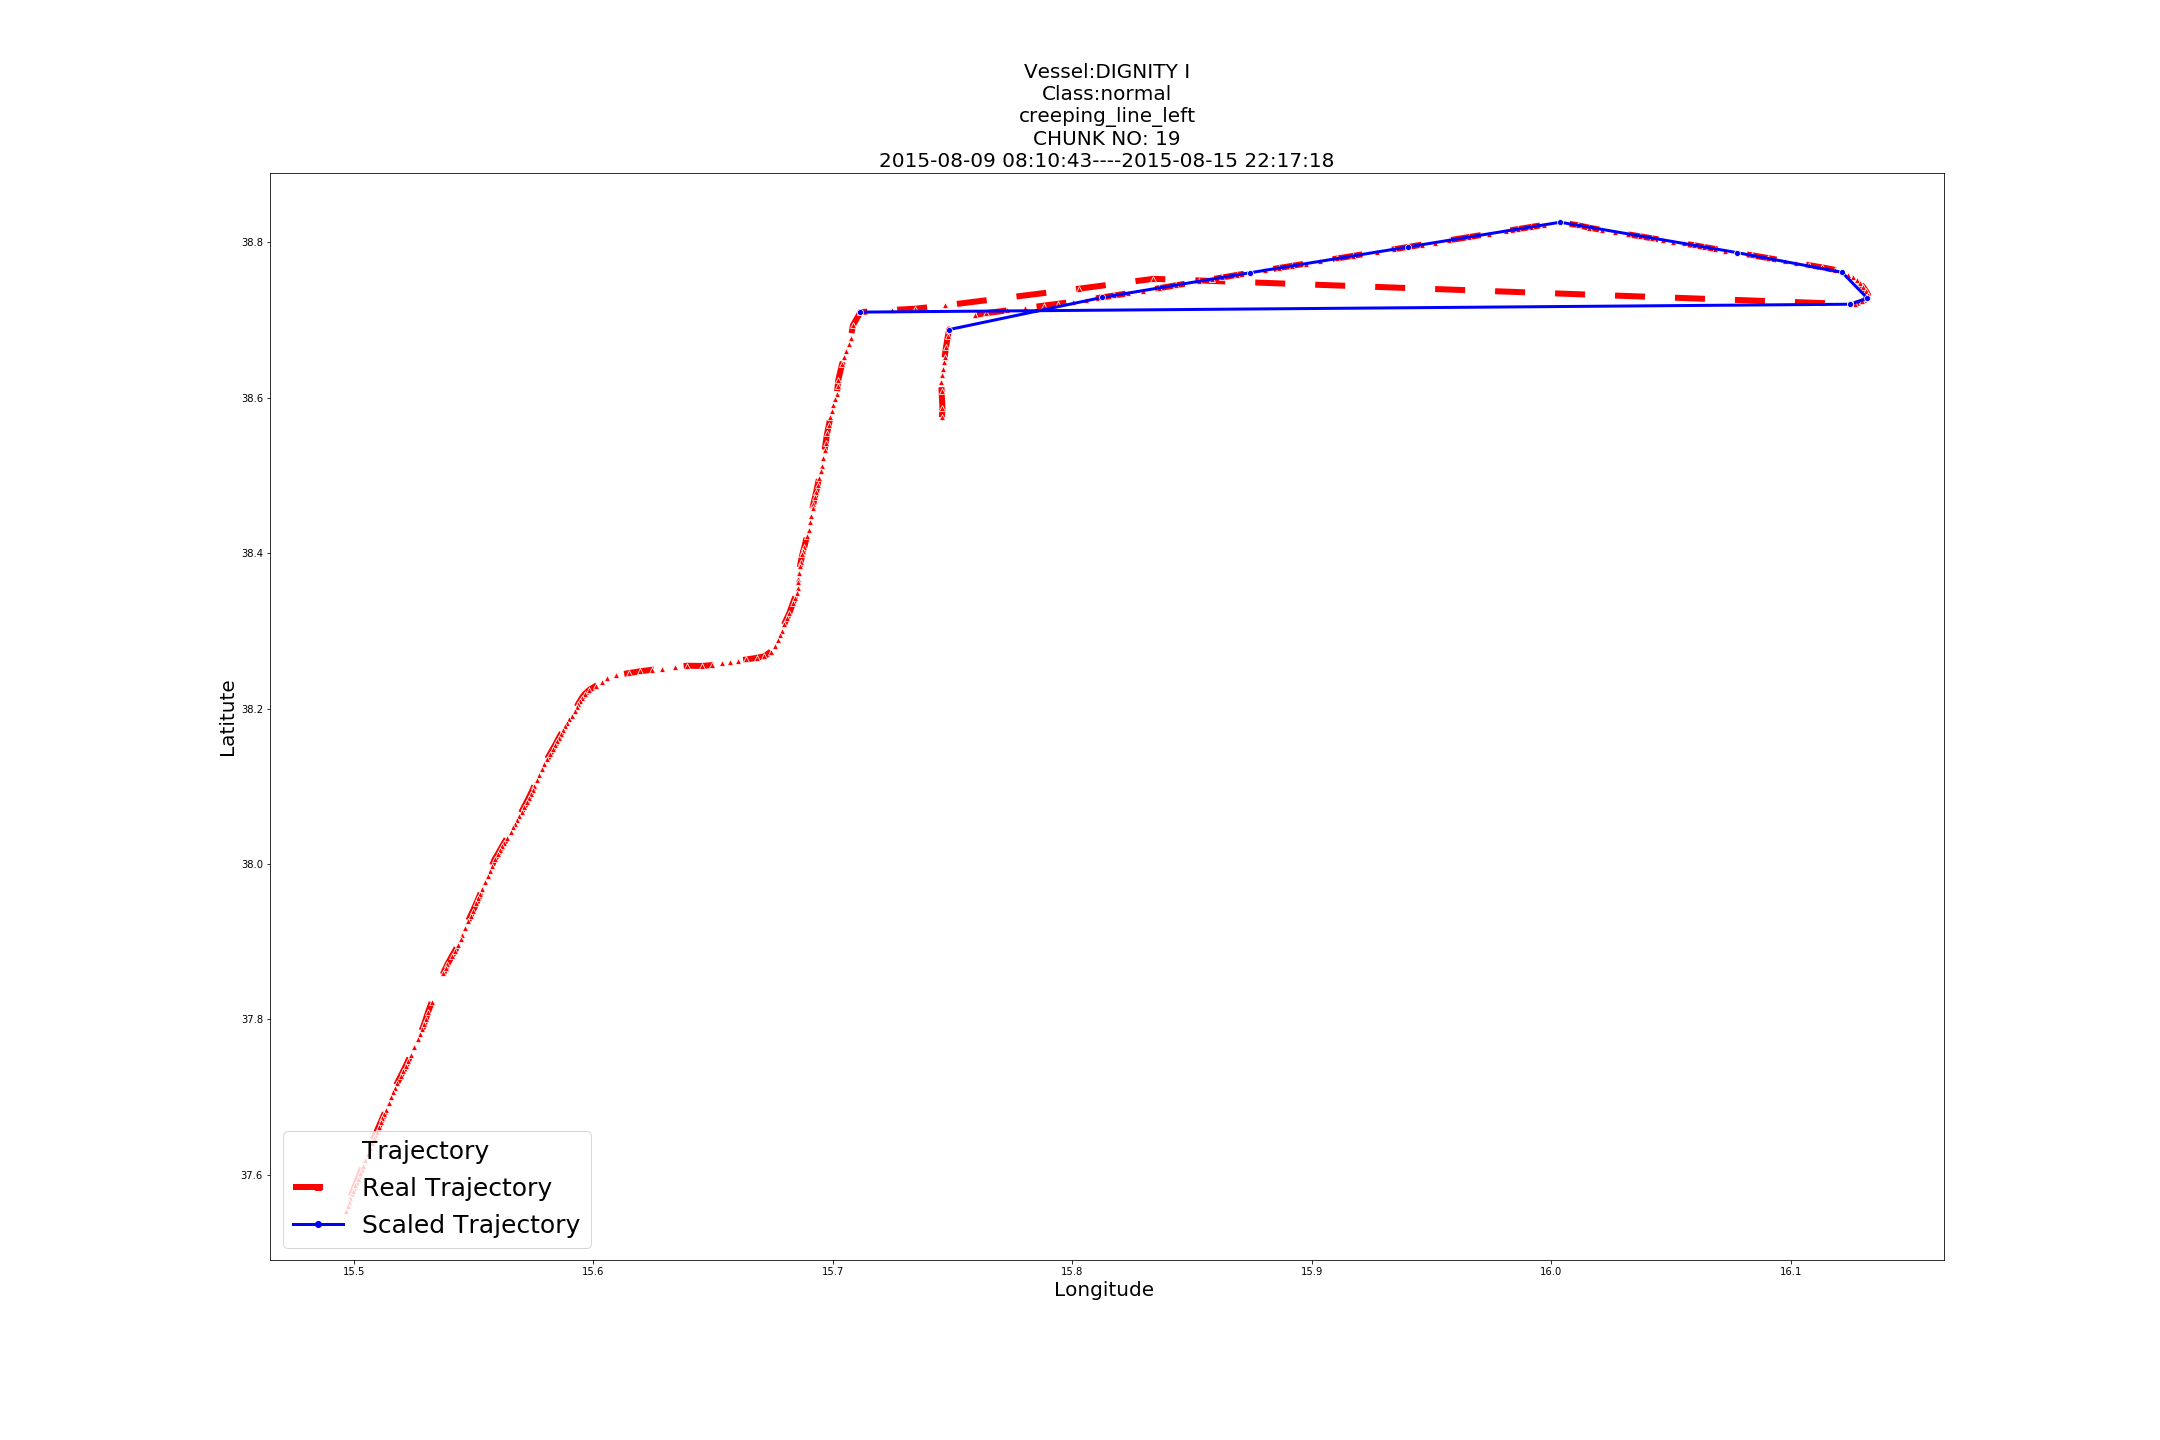 Vessel:DIGNITY I
Class:normal
creeping_line_left
CHUNK NO: 19
2015-08-09 08:10:43----2015-08-15 22:17:18
38.8
38.6
38.4
38.2
38.0
37.8
37.6
Latitute
Trajectory
Real Trajectory
Scaled Trajectory
15.5
15.6
15.7
15.8
15.9
16.0
16.1
Longitude